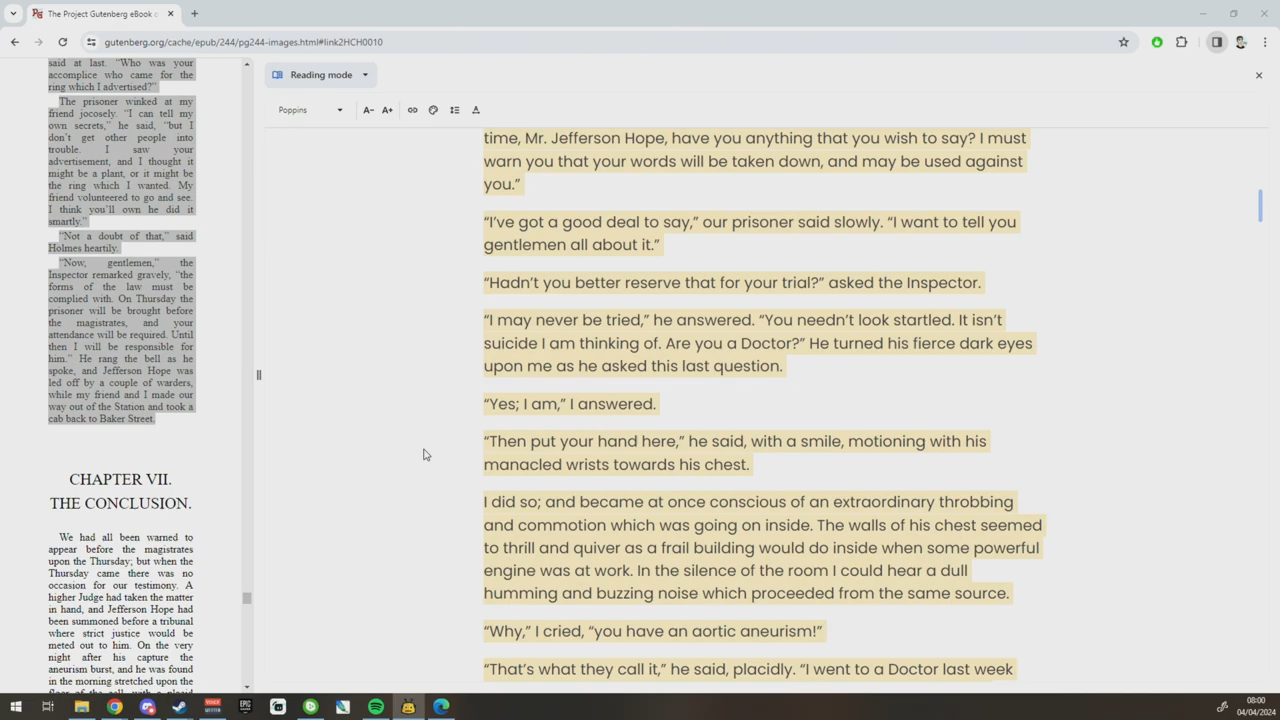 The Project Gutenberg eBook o
gutenberg.org/cache/epub/244/pg244-images.html#link2HCH0010
said at last. “Who was your
accomplice who came for the
ring which I advertised?”
The prisoner winked at my
friend jocosely. “I can tell my
own secrets,” he said, “but I
don’t get other people into
trouble. I saw your
advertisement, and I thought it
might be a plant, or it might be
the ring which I wanted. My
friend volunteered to go and see.
I think you’ll own he did it
smartly.”
“Not a doubt of that,” said
Holmes heartily.
“Now, gentlemen,” the
Inspector remarked gravely, “the
forms of the law must be
complied with. On Thursday the
prisoner will be brought before
the magistrates, and your
attendance will be required. Until
then I will be responsible for
him.” He rang the bell as he
spoke, and Jefferson Hope was
led off by a couple of warders,
while my friend and I made our
way out of the Station and took a
cab back to Baker Street.
CHAPTER VII.
THE CONCLUSION.
We had all been warned to
appear before the magistrates
upon the Thursday; but when the
Thursday came there was no
occasion for our testimony. A
higher Judge had taken the matter
in hand, and Jefferson Hope had
been summoned before a tribunal
where strict justice would be
meted out to him. On the very
night after his capture the
aneurism burst, and he was found
in the morning stretched upon the
floor of the cell, with a placid
Reading mode
Poppins
A- A+
time, Mr. Jefferson Hope, have you anything that you wish to say? I must
warn you that your words will be taken down, and may be used against
you.”
“I’ve got a good deal to say,” our prisoner said slowly. “I want to tell you
gentlemen all about it.”
“Hadn’t you better reserve that for your trial?” asked the Inspector.
“I may never be tried,” he answered. “You needn’t look startled. It isn’t
suicide I am thinking of. Are you a Doctor?” He turned his fierce dark eyes
upon me as he asked this last question.
“Yes; I am,” I answered.
“Then put your hand here,” he said, with a smile, motioning with his
manacled wrists towards his chest.
I did so; and became at once conscious of an extraordinary throbbing
and commotion which was going on inside. The walls of his chest seemed
to thrill and quiver as a frail building would do inside when some powerful
engine was at work. In the silence of the room I could hear a dull
humming and buzzing noise which proceeded from the same source.
“Why,” I cried, “you have an aortic aneurism!”
“That’s what they call it,” he said, placidly. “I went to a Doctor last week
EPIC
08:00
04/04/2024